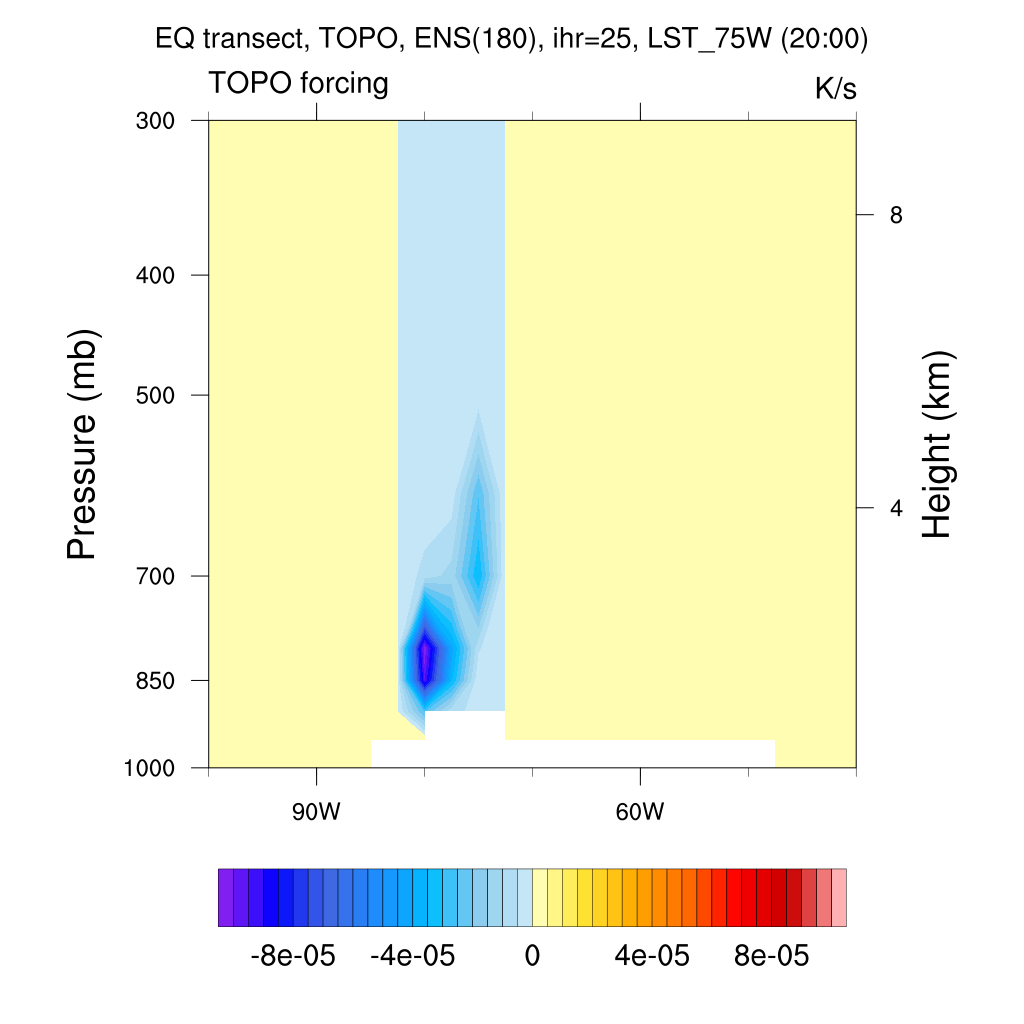 EQ transect, TOPO, ENS(180), ihr=25, LST_75W (20:00)
TOPO forcing K/s
300
400
500
700
850
1000
Pressure (mb)
8
4
Height (km)
90W 60W
-8e-05 -4e-05 0 4e-05 8e-05